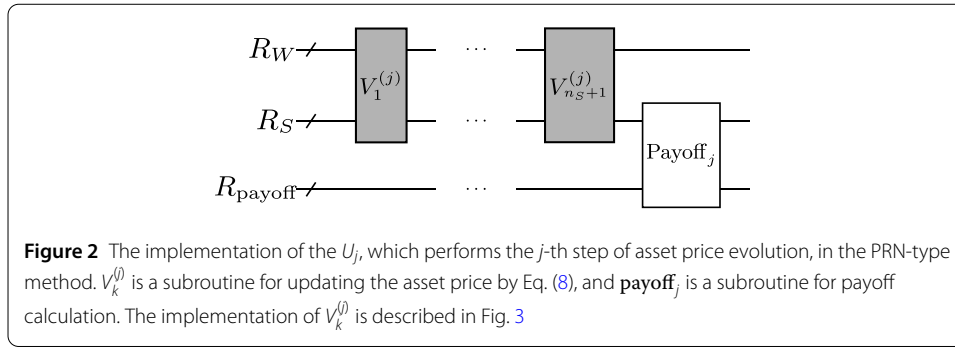 R_W V_1^{(j)} ··· V_{n_S+1}^{(j)}
R_S ··· Payoff_j
R_payoff ···
Figure 2 The implementation of the U_j, which performs the j-th step of asset price evolution, in the PRN-type
method. V_k^{(j)} is a subroutine for updating the asset price by Eq. (8), and payoff_j is a subroutine for payoff
calculation. The implementation of V_k^{(j)} is described in Fig. 3